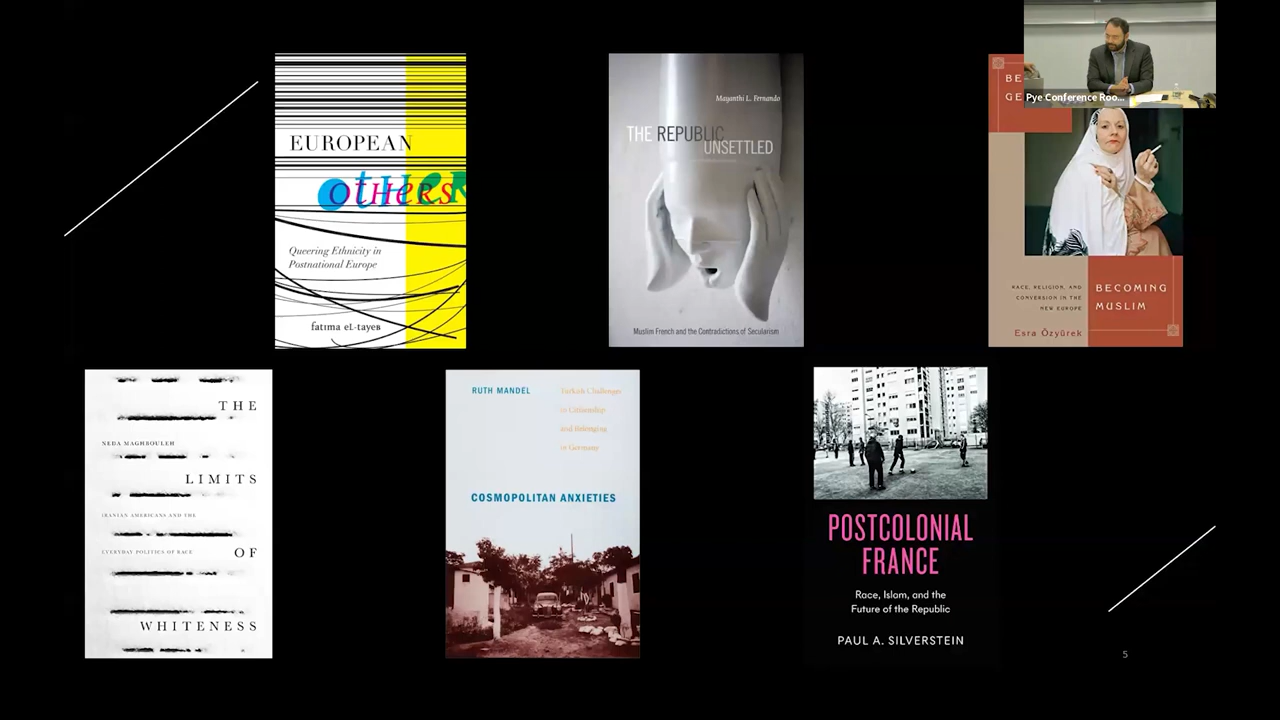 EUROPEAN
OTHERS
Queering Ethnicity in
Postnational Europe
fatima el-tayeb
Mayanthi L. Fernando
THE REPUBLIC
UNSETTLED
Muslim French and the Contradictions of Secularism
BE
GE
Pye Conference Roo...
RACE, RELIGION, AND
CONVERSION IN THE
NEW EUROPE
Esra Özyürek
BECOMING
MUSLIM
THE
NEDA MAGHBOULEH
LIMITS
IRANIAN AMERICANS AND THE
EVERYDAY POLITICS OF RACE
OF
WHITENESS
RUTH MANDEL
Turkish Challenges
to Citizenship
and Belonging
in Germany
COSMOPOLITAN ANXIETIES
POSTCOLONIAL
FRANCE
Race, Islam, and the
Future of the Republic
PAUL A. SILVERSTEIN
5